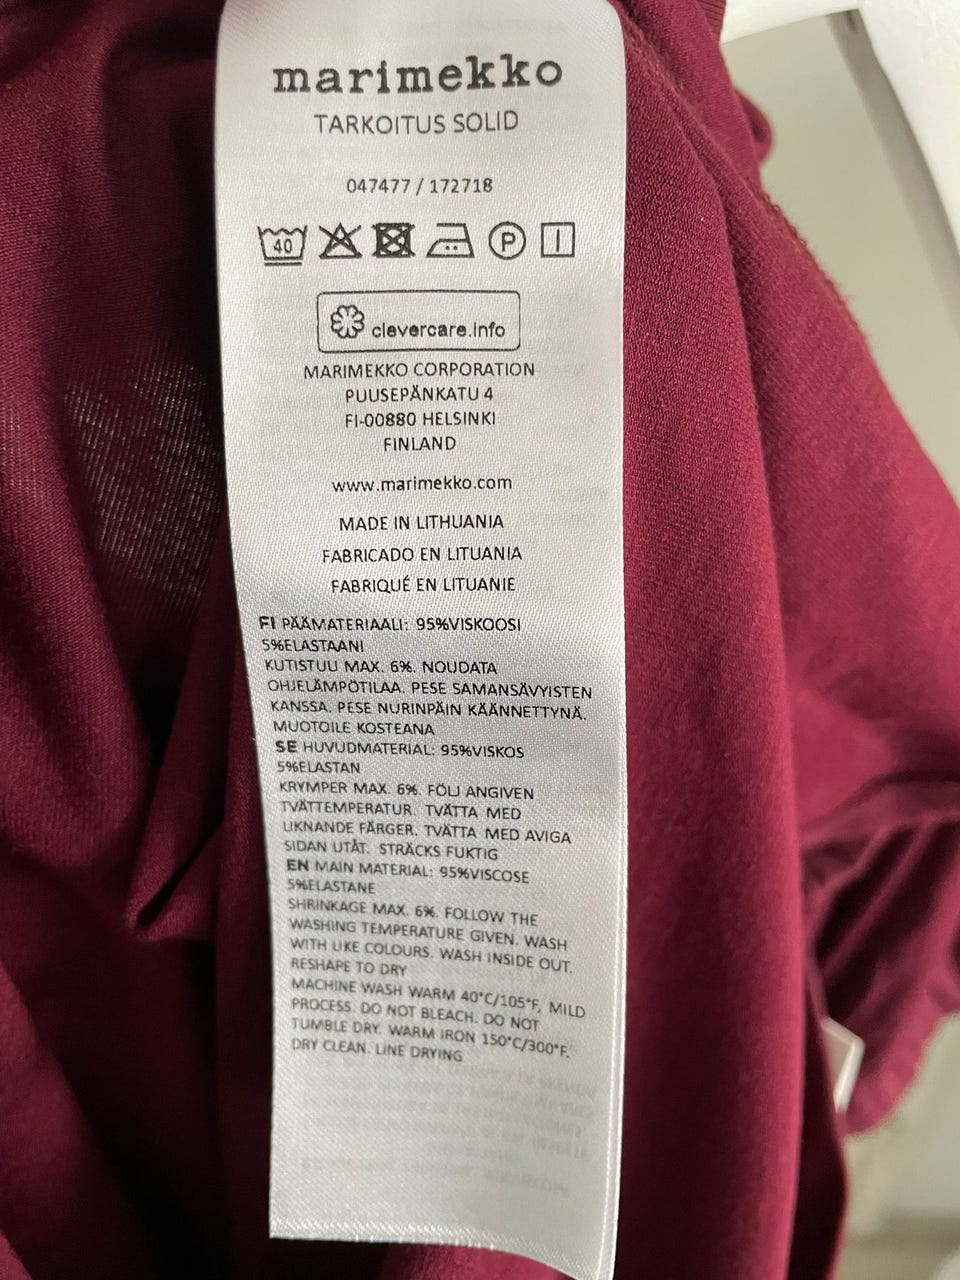 marimekko
TARKOITUS SOLID
047477 / 172718
40 P
clevercare.info
MARIMEKKO CORPORATION
PUUSEPÄNKATU 4
FI-00880 HELSINKI
FINLAND
www.marimekko.com
MADE IN LITHUANIA
FABRICADO EN LITUANIA
FABRIQUÉ EN LITUANIE
FI PÄÄMATERIAALI: 95%VISKOOSI
5%ELASTAANI
KUTISTUU MAX. 6%. NOUDATA
OHJELÄMPÖTILAA. PESE SAMANSÄVYISTEN
KANSSA. PESE NURINPÄIN KÄÄNNETTYNÄ.
MUOTOILE KOSTEANA
SE HUVUDMATERIAL: 95%VISKOS
5%ELASTAN
KRYMPER MAX. 6%. FÖLJ ANGIVEN
TVÄTTEMPERATUR. TVÄTTA MED
LIKNANDE FÄRGER. TVÄTTA MED AVIGA
SIDAN UTÅT. STRÄCKS FUKTIG
EN MAIN MATERIAL: 95%VISCOSE
5%ELASTANE
SHRINKAGE MAX. 6%. FOLLOW THE
WASHING TEMPERATURE GIVEN. WASH
WITH LIKE COLOURS. WASH INSIDE OUT.
RESHAPE TO DRY
MACHINE WASH WARM 40°C/105°F, MILD
PROCESS. DO NOT BLEACH. DO NOT
TUMBLE DRY. WARM IRON 150°C/300°F.
DRY CLEAN. LINE DRYING